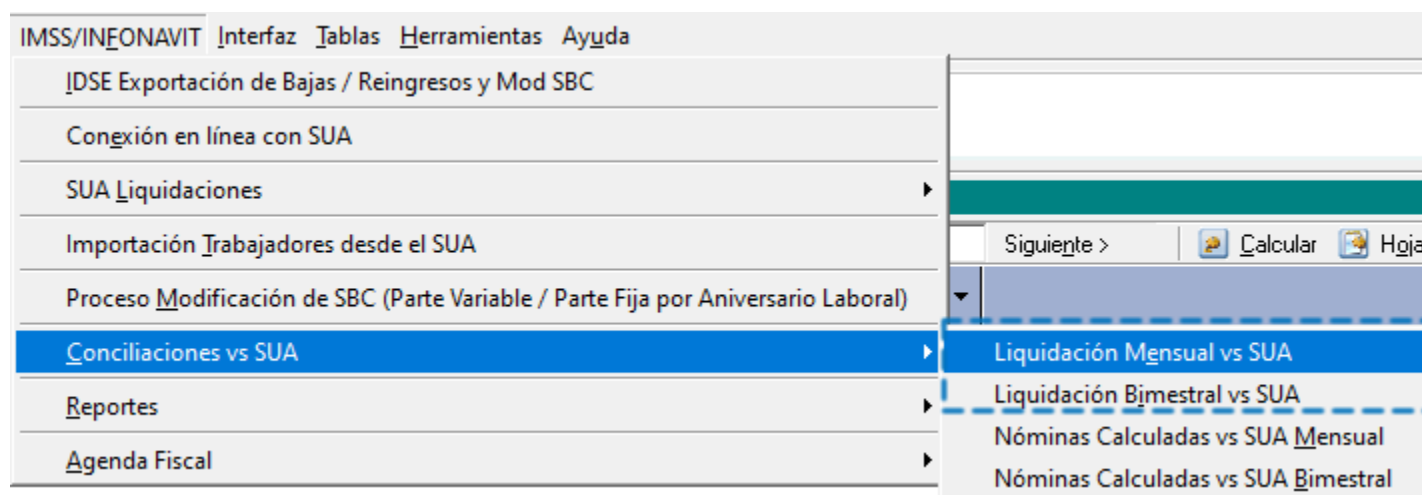 IMSS/INFONAVIT Interfaz Tablas Herramientas Ayuda
IDSE Exportación de Bajas / Reingresos y Mod SBC
Conexión en línea con SUA
SUA Liquidaciones
Importación Trabajadores desde el SUA
Siguiente > Calcular Hoja
Proceso Modificación de SBC (Parte Variable / Parte Fija por Aniversario Laboral)
Conciliaciones vs SUA
Liquidación Mensual vs SUA
Liquidación Bimestral vs SUA
Reportes
Nóminas Calculadas vs SUA Mensual
Agenda Fiscal
Nóminas Calculadas vs SUA Bimestral